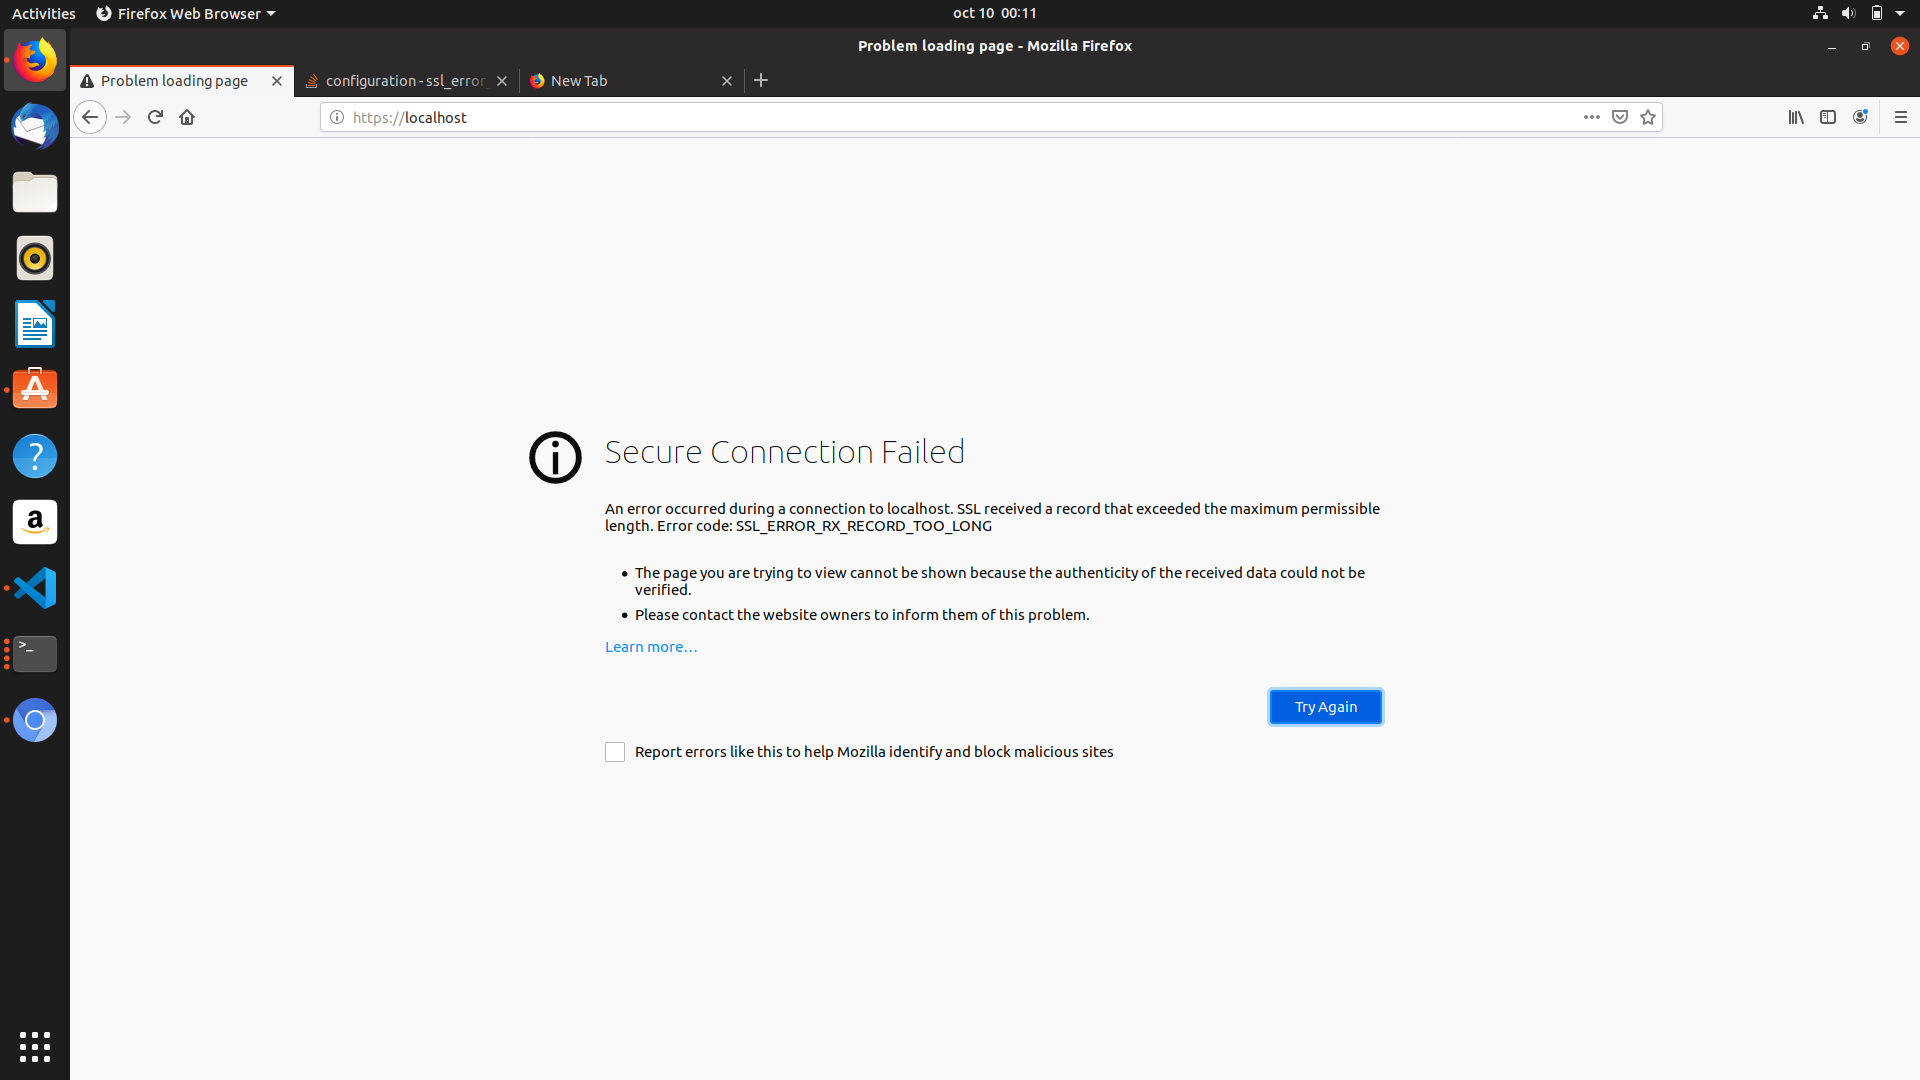 Activities
Firefox Web Browser
oct 10 00:11
Problem loading page - Mozilla Firefox
Problem loading page
configuration - ssl_error_
New Tab
https://localhost
Secure Connection Failed
An error occurred during a connection to localhost. SSL received a record that exceeded the maximum permissible
length. Error code: SSL_ERROR_RX_RECORD_TOO_LONG
• The page you are trying to view cannot be shown because the authenticity of the received data could not be
verified.
• Please contact the website owners to inform them of this problem.
Learn more…
Try Again
Report errors like this to help Mozilla identify and block malicious sites